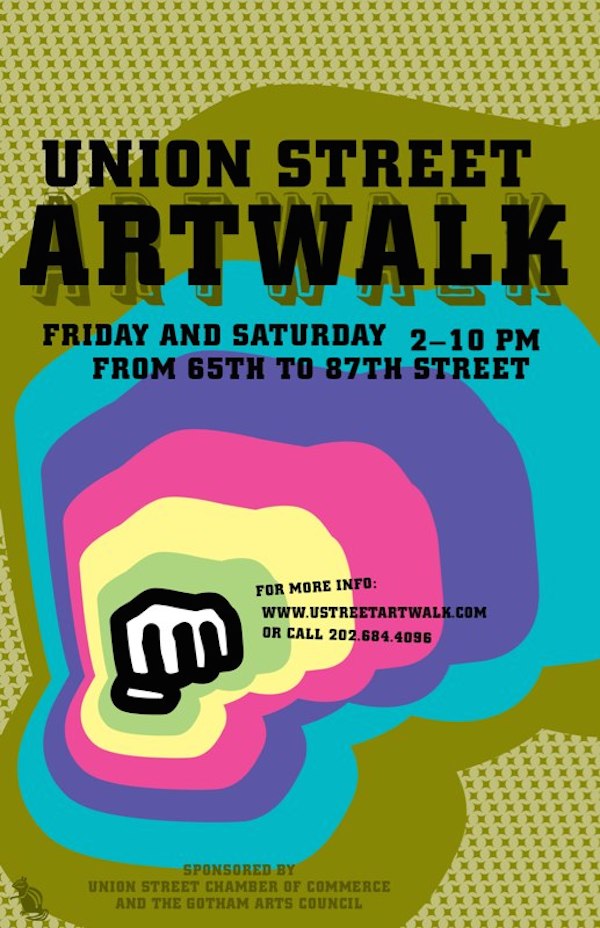 UNION STREET
ARTWALK
FRIDAY AND SATURDAY 2–10 PM
FROM 65TH TO 87TH STREET
FOR MORE INFO:
WWW.USTREETARTWALK.COM
OR CALL 202.684.4096
SPONSORED BY
UNION STREET CHAMBER OF COMMERCE
AND THE GOTHAM ARTS COUNCIL